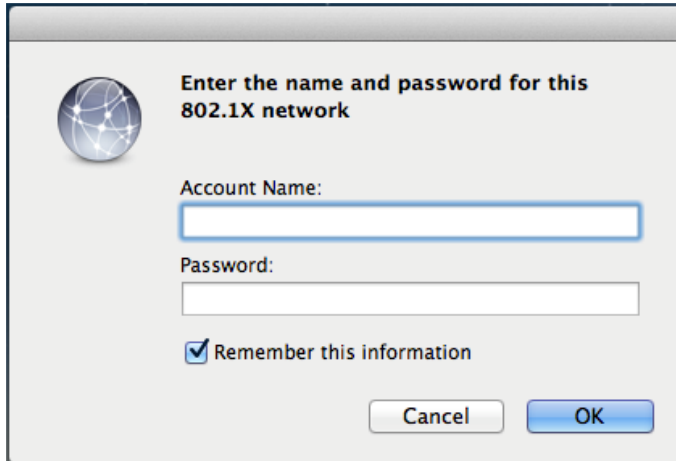 Enter the name and password for this
802.1X network
Account Name:
Password:
Remember this information
Cancel OK